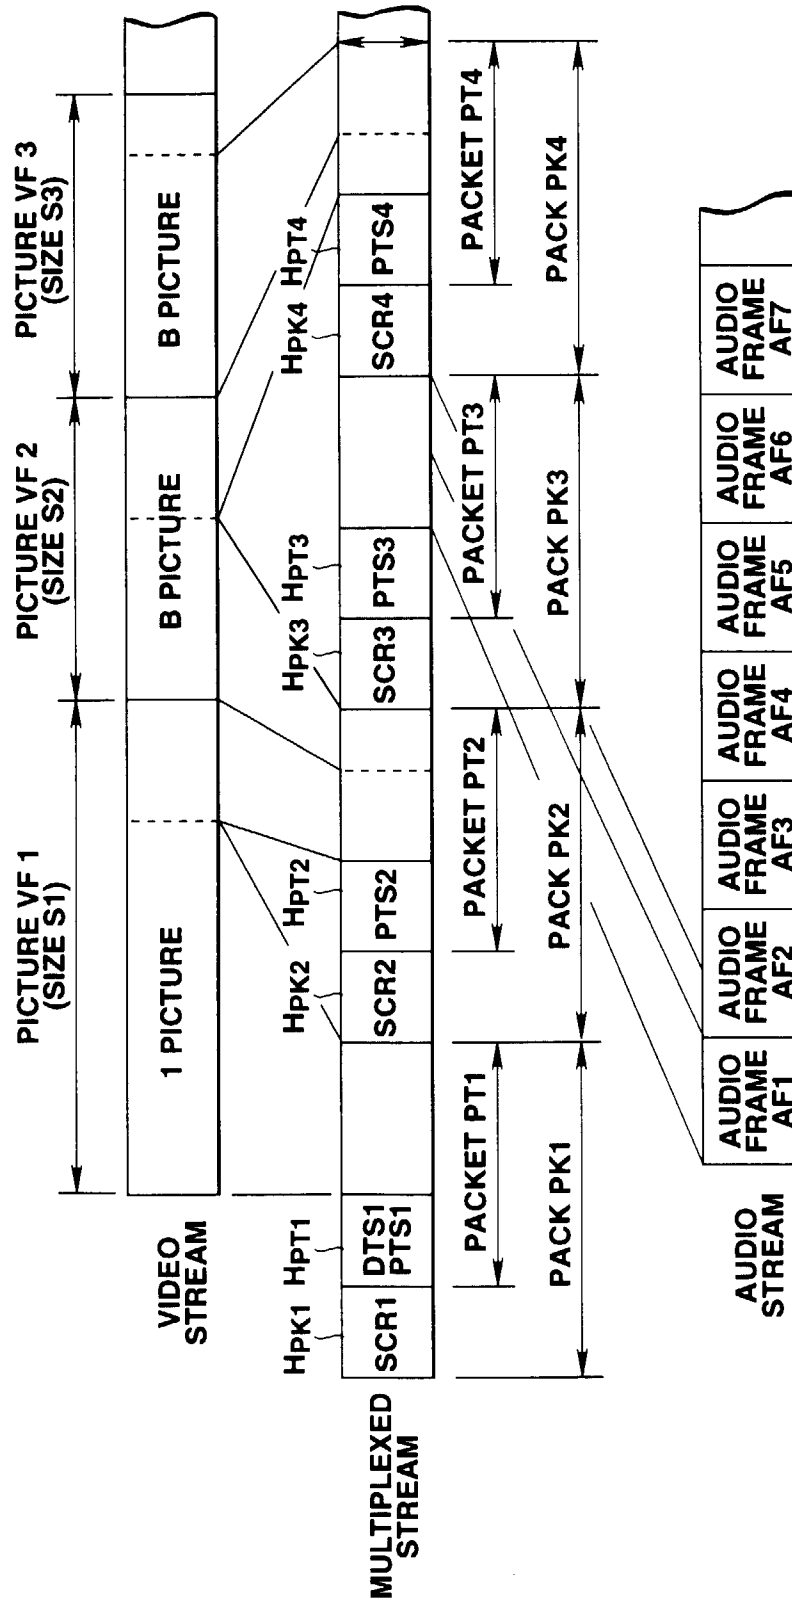 PICTURE VF 1
(SIZE S1)
PICTURE VF 2
(SIZE S2)
PICTURE VF 3
(SIZE S3)
VIDEO
STREAM
1 PICTURE
B PICTURE
B PICTURE
HPK1
HPT1
HPK2
HPT2
HPK3
HPT3
HPK4
HPT4
MULTIPLEXED
STREAM
SCR1
DTS1
PTS1
SCR2
PTS2
SCR3
PTS3
SCR4
PTS4
PACKET PT1
PACKET PT2
PACKET PT3
PACKET PT4
PACK PK1
PACK PK2
PACK PK3
PACK PK4
AUDIO
STREAM
AUDIO
FRAME
AF1
AUDIO
FRAME
AF2
AUDIO
FRAME
AF3
AUDIO
FRAME
AF4
AUDIO
FRAME
AF5
AUDIO
FRAME
AF6
AUDIO
FRAME
AF7